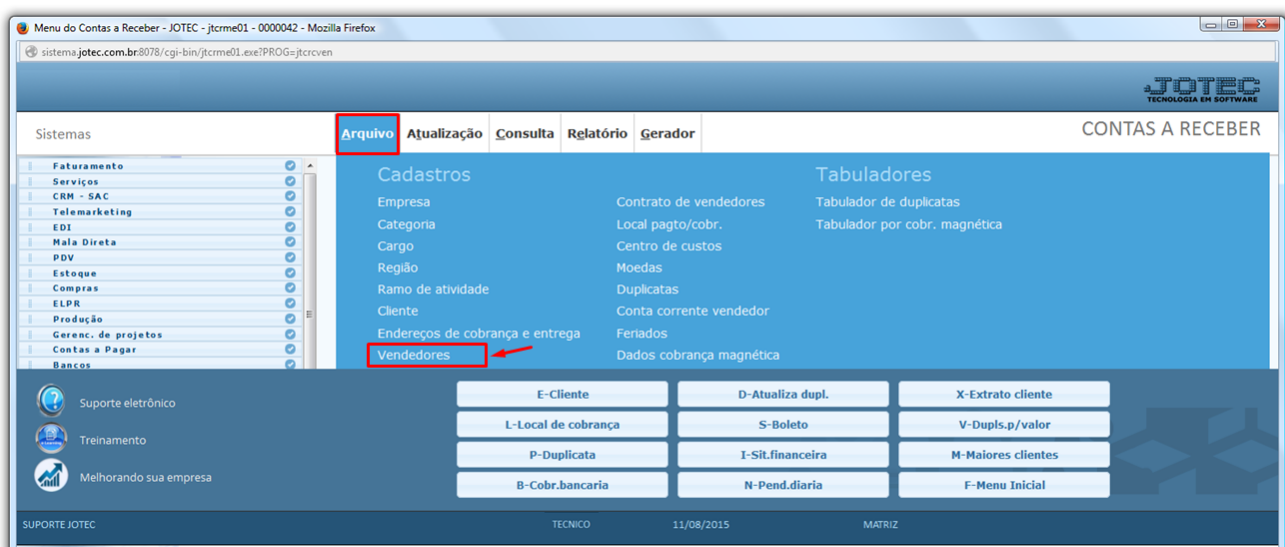 Menu do Contas a Receber - JOTEC - jtcrme01 - 0000042 - Mozilla Firefox
sistema.jotec.com.br:8078/cgi-bin/jtcrme01.exe?PROG=jtcrcven
JOTEC
TECNOLOGIA EM SOFTWARE
Sistemas
Arquivo Atualização Consulta Relatório Gerador
CONTAS A RECEBER
Faturamento
Serviços
CRM - SAC
Telemarketing
EDI
Mala Direta
PDV
Estoque
Compras
ELPR
Produção
Gerenc. de projetos
Contas a Pagar
Bancos
Cadastros
Empresa
Categoria
Cargo
Região
Ramo de atividade
Cliente
Endereços de cobrança e entrega
Vendedores
Contrato de vendedores
Local pagto/cobr.
Centro de custos
Moedas
Duplicatas
Conta corrente vendedor
Feriados
Dados cobrança magnética
Tabuladores
Tabulador de duplicatas
Tabulador por cobr. magnética
Suporte eletrônico
Treinamento
Melhorando sua empresa
E-Cliente D-Atualiza dupl. X-Extrato cliente
L-Local de cobrança S-Boleto V-Dupls.p/valor
P-Duplicata I-Sit.financeira M-Maiores clientes
B-Cobr.bancaria N-Pend.diaria F-Menu Inicial
SUPORTE JOTEC TECNICO 11/08/2015 MATRIZ